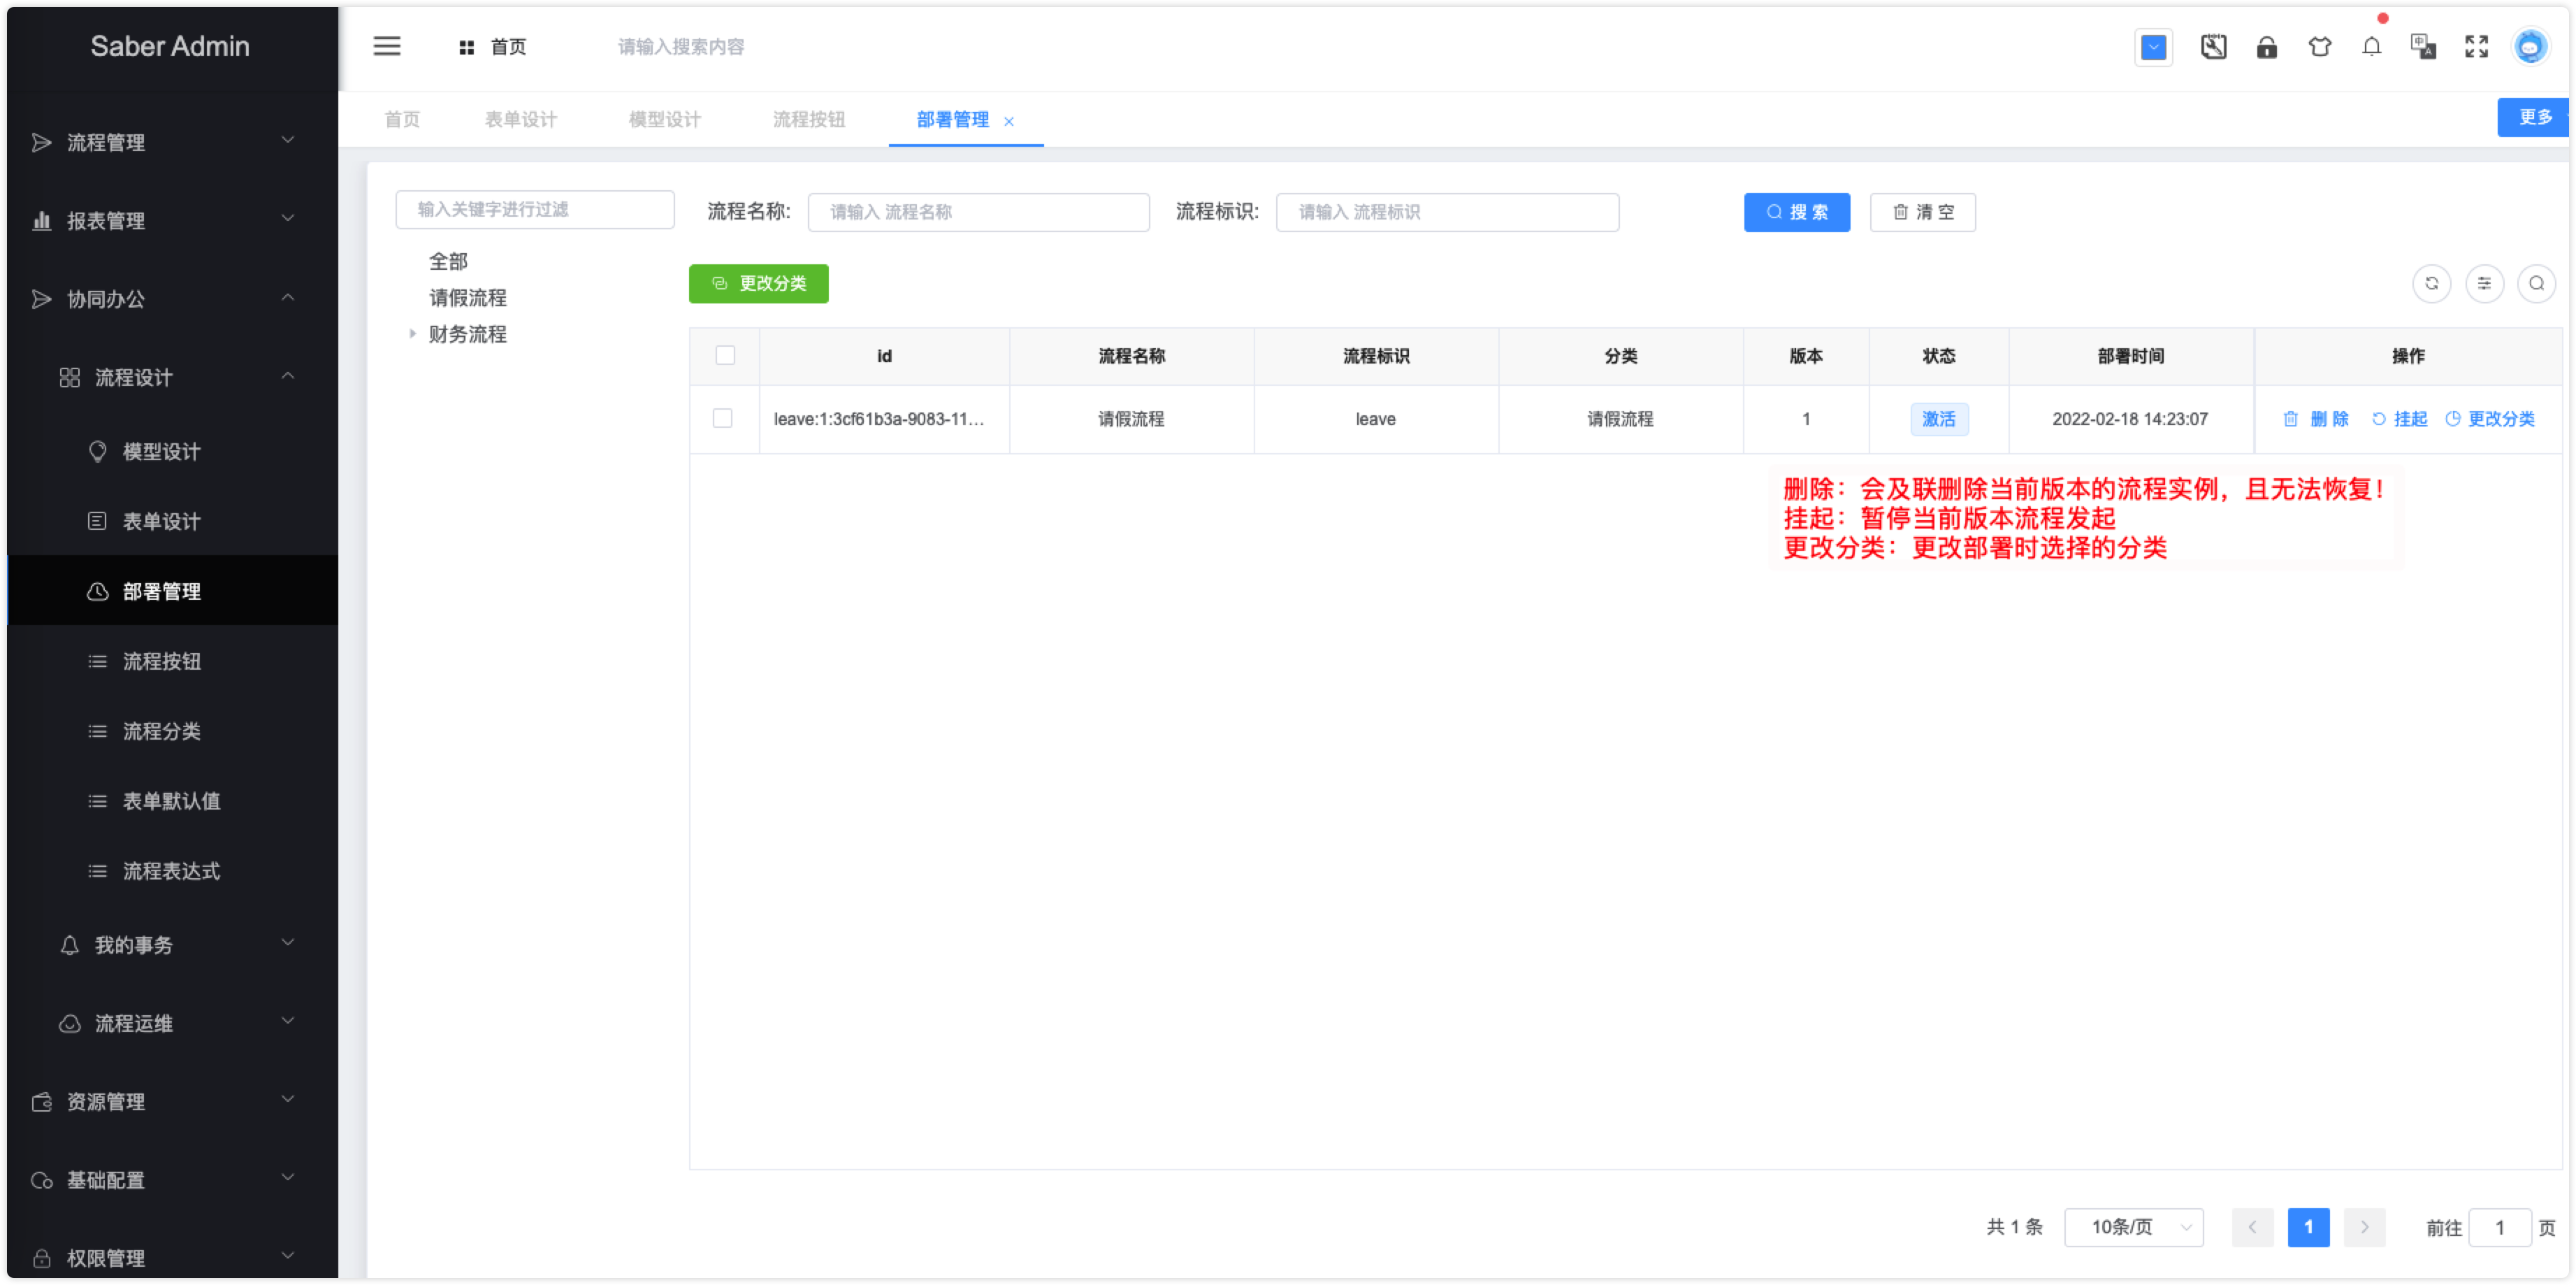 Saber Admin
首页
请输入搜索内容
首页
表单设计
模型设计
流程按钮
部署管理
更多
流程管理
报表管理
协同办公
流程设计
模型设计
表单设计
部署管理
流程按钮
流程分类
表单默认值
流程表达式
我的事务
流程运维
资源管理
基础配置
权限管理
输入关键字进行过滤
全部
请假流程
财务流程
流程名称: 请输入 流程名称 流程标识: 请输入 流程标识 搜 索 清 空
更改分类
id 流程名称 流程标识 分类 版本 状态 部署时间 操作
leave:1:3cf61b3a-9083-11... 请假流程 leave 请假流程 1 激活 2022-02-18 14:23:07 删 除 挂起 更改分类
删除：会及联删除当前版本的流程实例，且无法恢复！
挂起：暂停当前版本流程发起
更改分类：更改部署时选择的分类
共 1 条 10条/页 1 前往 1 页